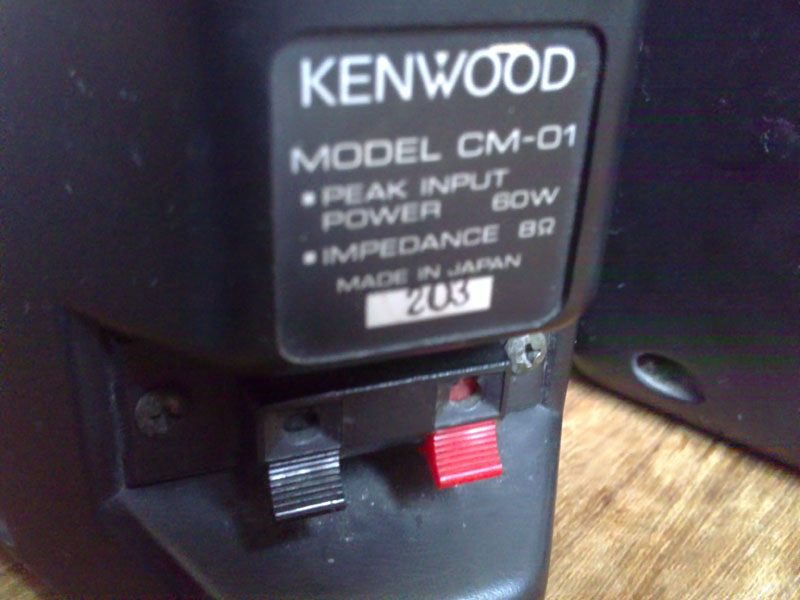 KENWOOD
MODEL CM-01
▪ PEAK INPUT
POWER 60W
▪ IMPEDANCE 8Ω
MADE IN JAPAN
203